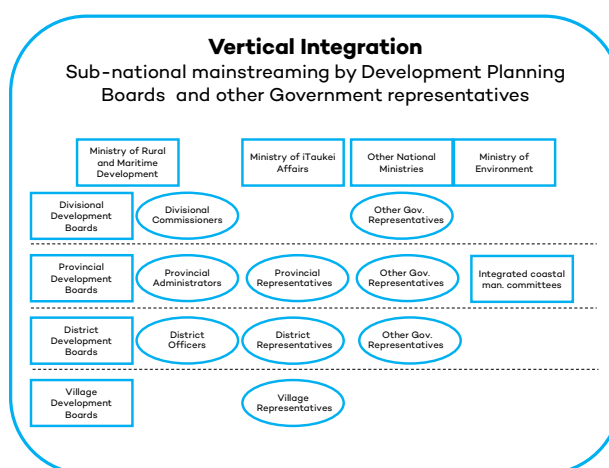 Vertical Integration
Sub-national mainstreaming by Development Planning
Boards and other Government representatives
Ministry of Rural
and Maritime
Development
Ministry of iTaukei
Affairs
Other National
Ministries
Ministry of
Environment
Divisional
Development
Boards
Divisional
Commissioners
Other Gov.
Representatives
Provincial
Development
Boards
Provincial
Administrators
Provincial
Representatives
Other Gov.
Representatives
Integrated coastal
man. committees
District
Development
Boards
District
Officers
District
Representatives
Other Gov.
Representatives
Village
Development
Boards
Village
Representatives